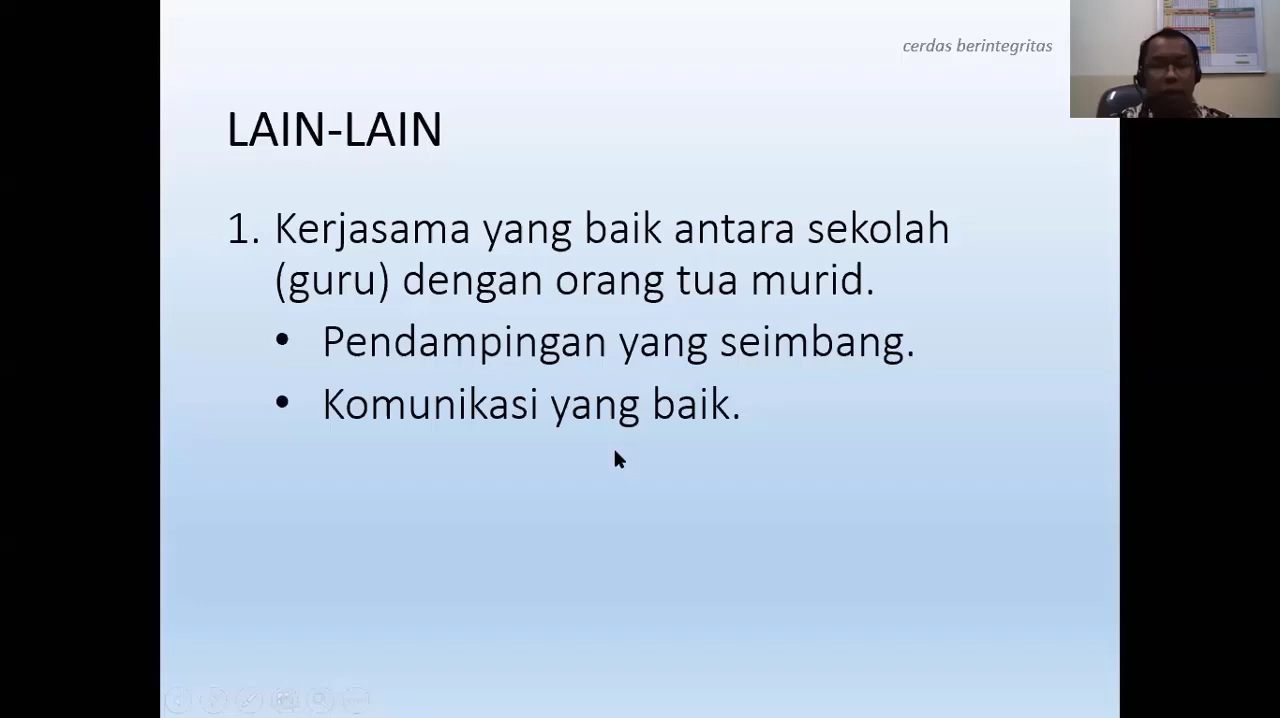 cerdas berintegritas
LAIN-LAIN
1. Kerjasama yang baik antara sekolah
(guru) dengan orang tua murid.
• Pendampingan yang seimbang.
• Komunikasi yang baik.